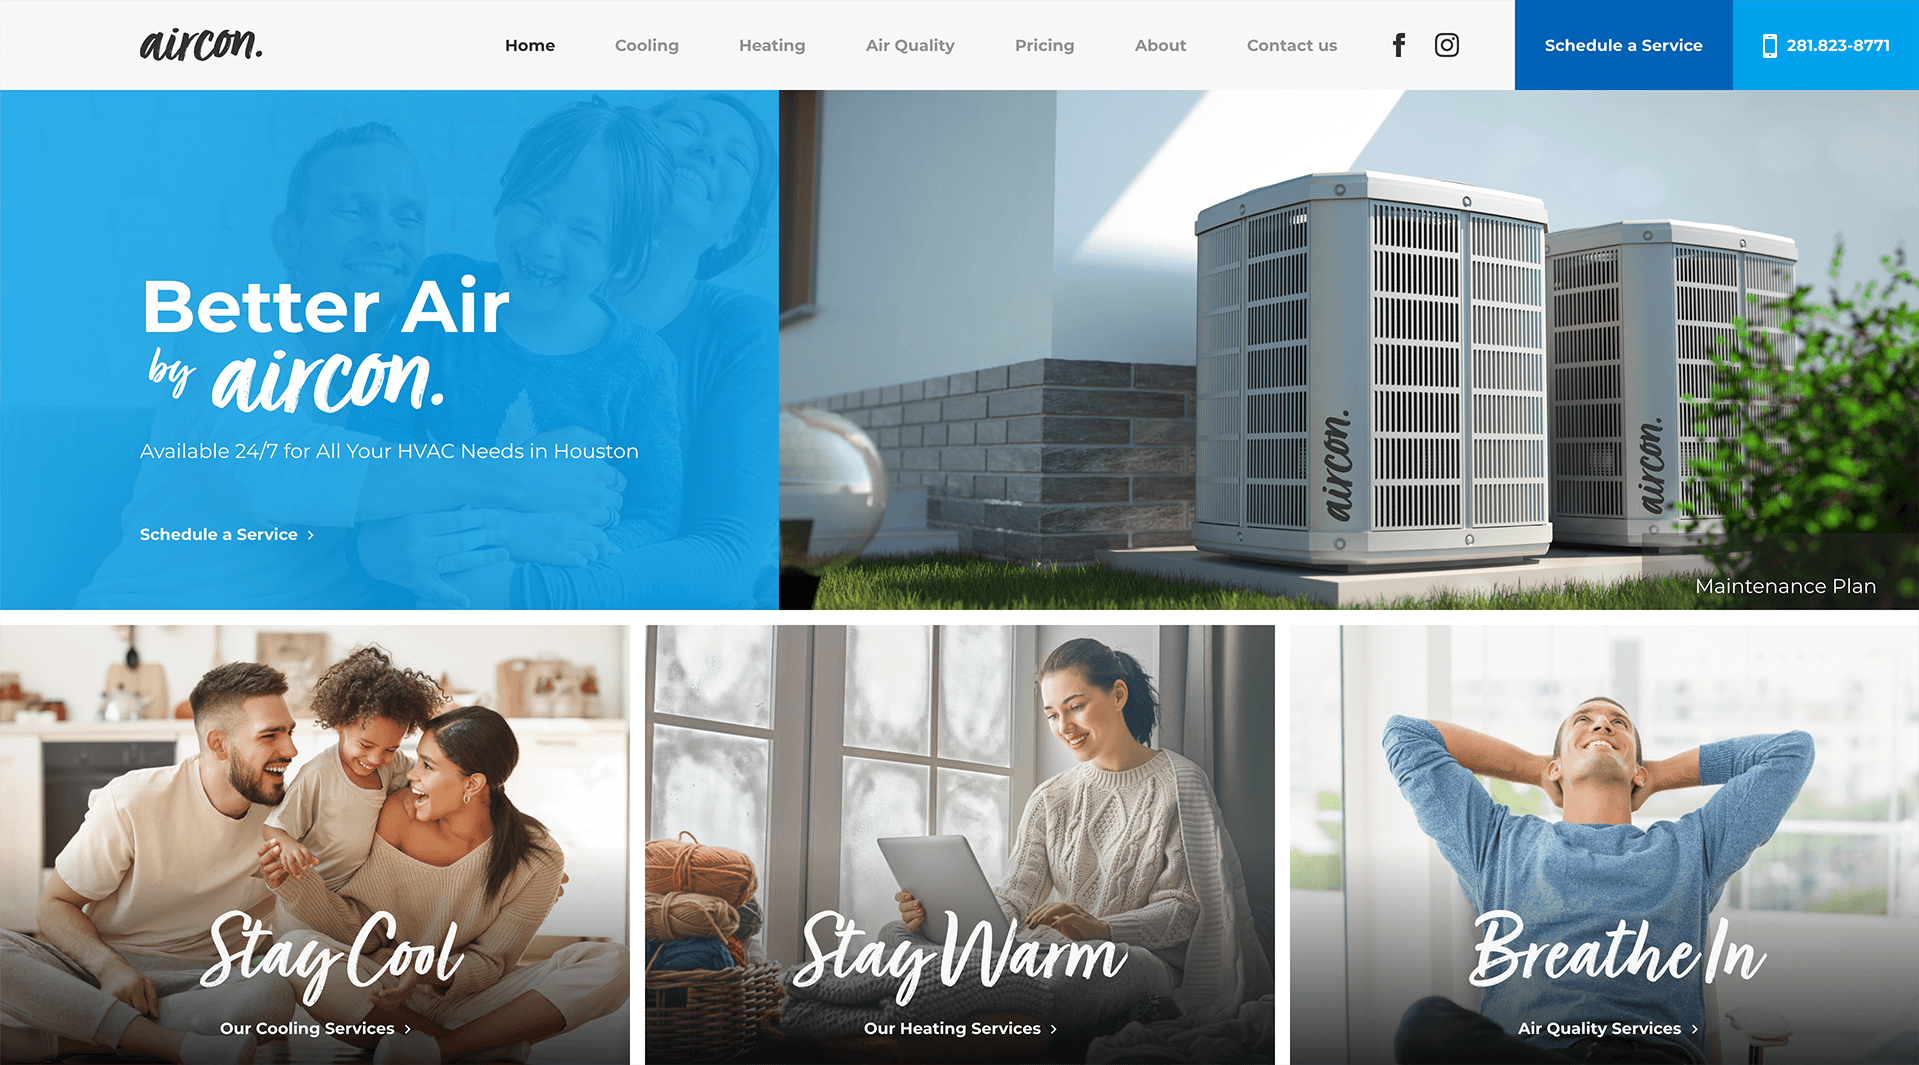 aircon.
Home
Cooling
Heating
Air Quality
Pricing
About
Contact us
Schedule a Service
281.823-8771
Better Air
by aircon.
Available 24/7 for All Your HVAC Needs in Houston
Schedule a Service
aircon.
aircon.
Maintenance Plan
Stay Cool
Our Cooling Services
Stay Warm
Our Heating Services
Breathe In
Air Quality Services